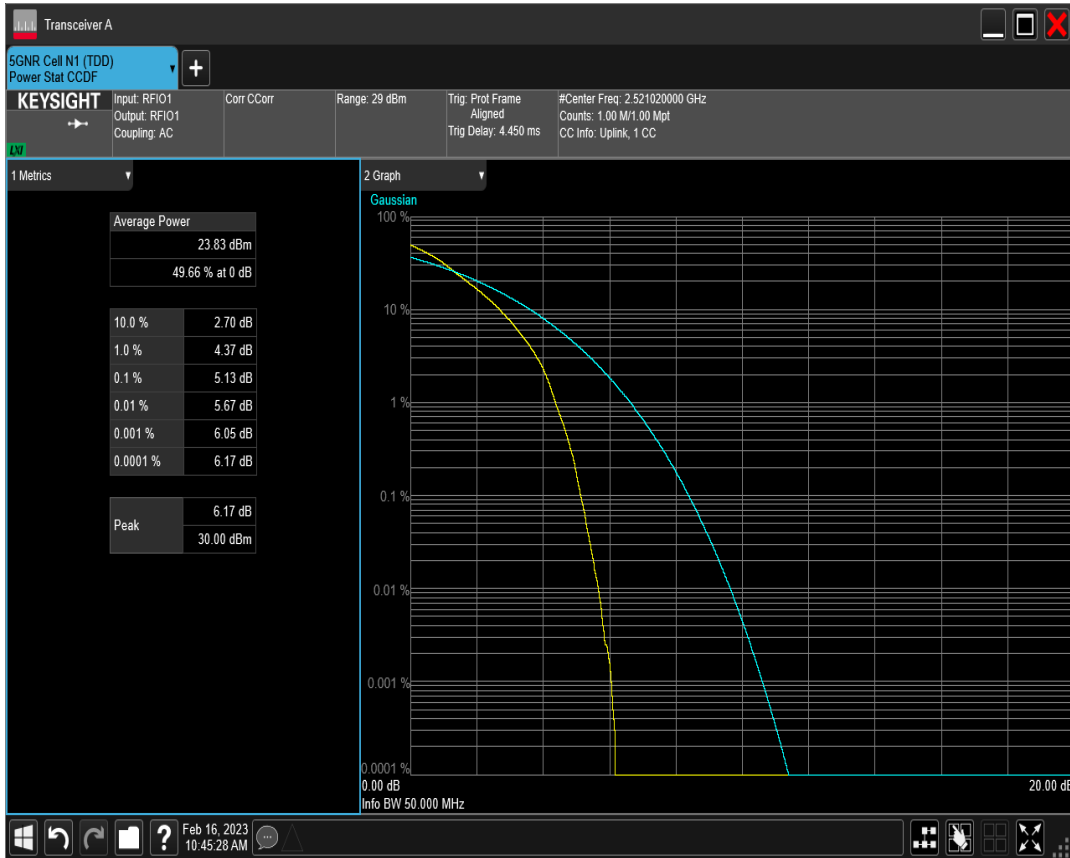 Transceiver A
5GNR Cell N1 (TDD)
Power Stat CCDF
+
KEYSIGHT
LXI
Input: RFIO1
Output: RFIO1
Coupling: AC
Corr CCorr
Range: 29 dBm
Trig: Prot Frame
Aligned
Trig Delay: 4.450 ms
#Center Freq: 2.521020000 GHz
Counts: 1.00 M/1.00 Mpt
CC Info: Uplink, 1 CC
1 Metrics
Average Power
23.83 dBm
49.66 % at 0 dB
10.0 % 2.70 dB
1.0 % 4.37 dB
0.1 % 5.13 dB
0.01 % 5.67 dB
0.001 % 6.05 dB
0.0001 % 6.17 dB
Peak
6.17 dB
30.00 dBm
2 Graph
Gaussian
100 %
10 %
1 %
0.1 %
0.01 %
0.001 %
0.0001 %
0.00 dB
20.00 dB
Info BW 50.000 MHz
?
Feb 16, 2023
10:45:28 AM